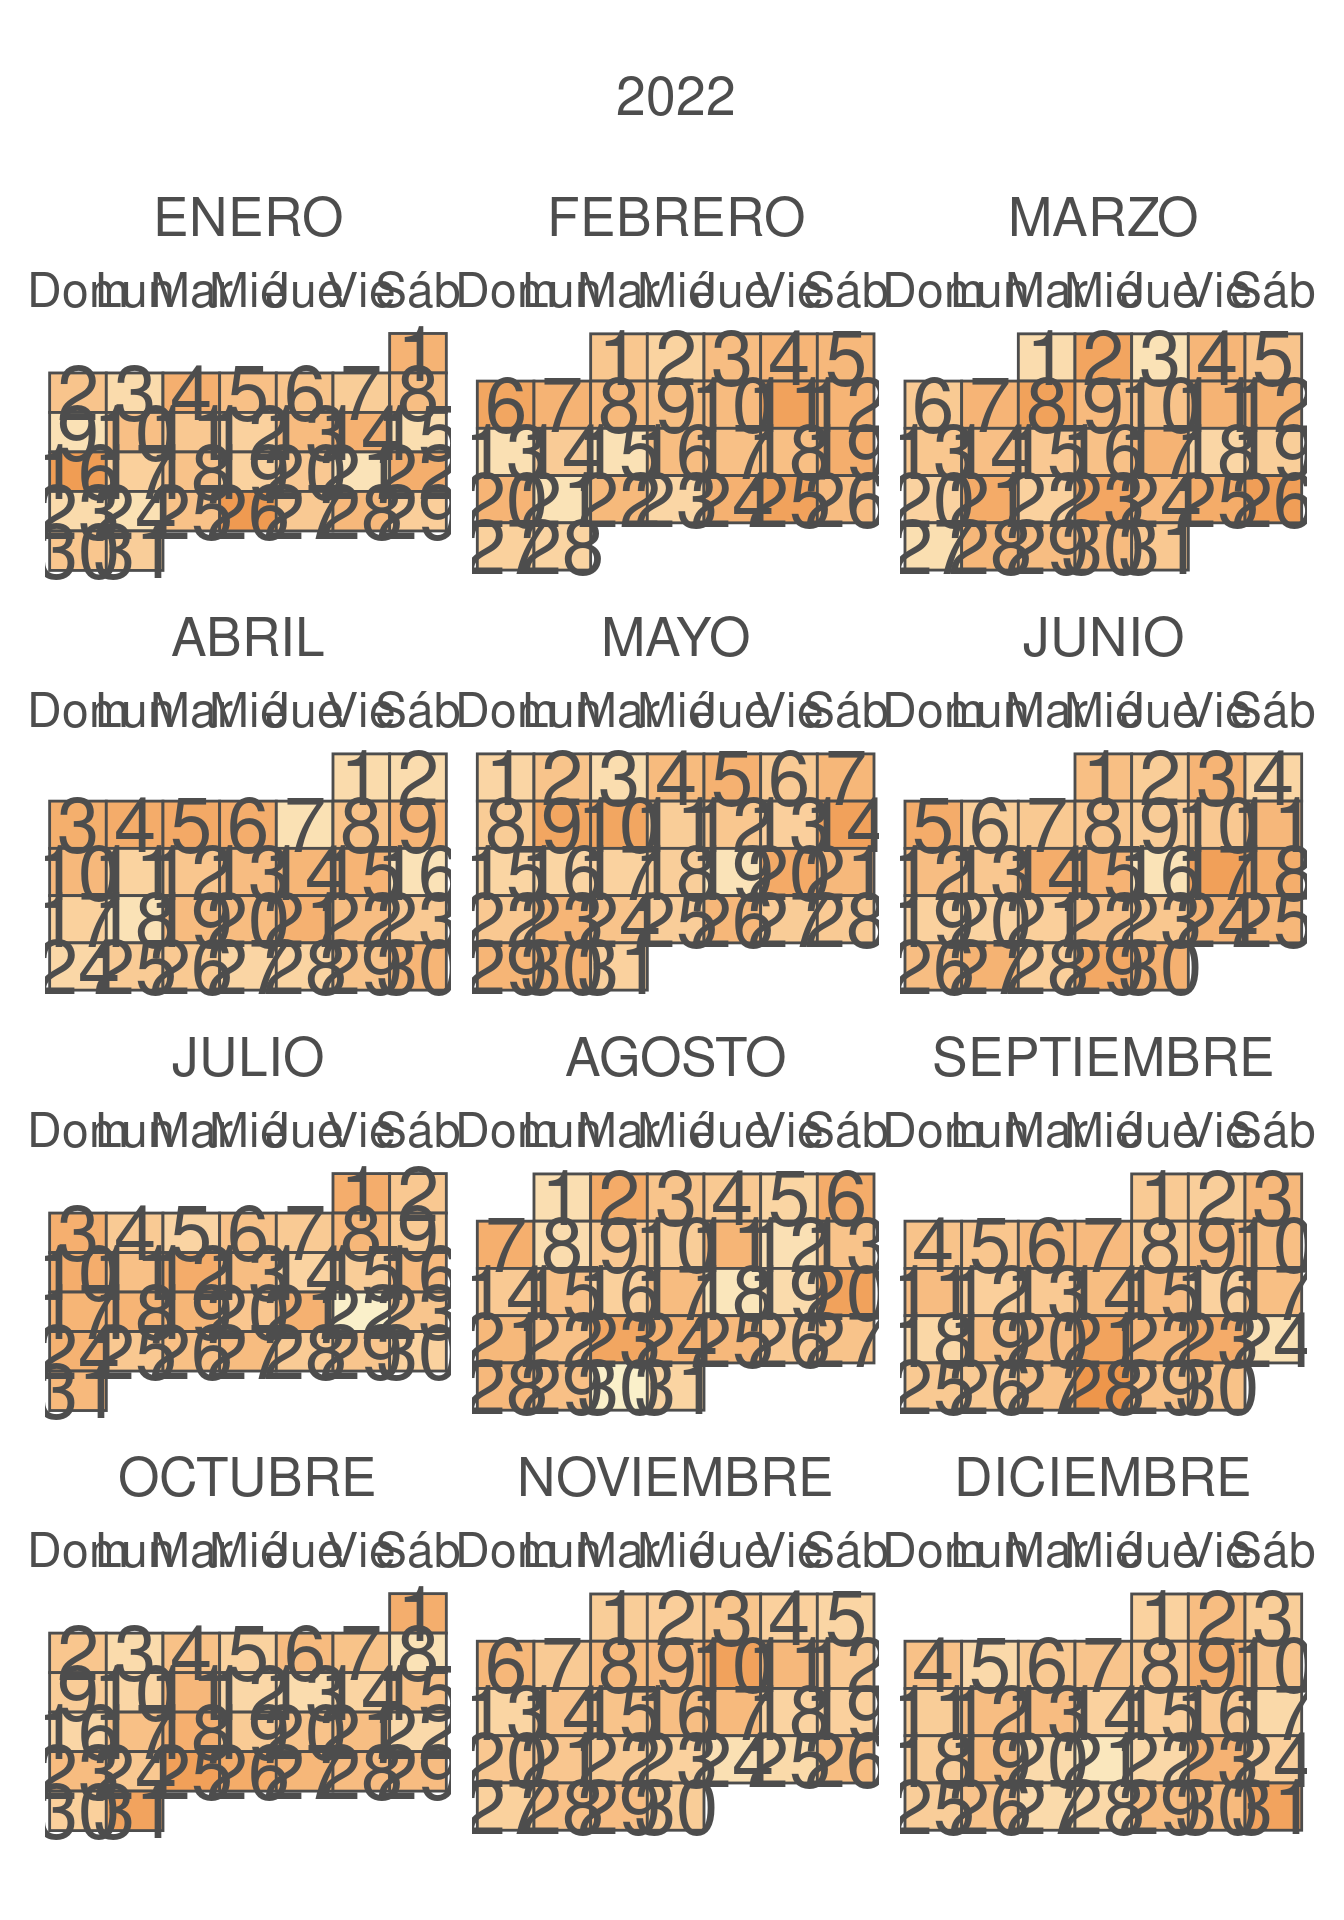 2022
ENERO FEBRERO MARZO
Dom Lun Mar Mié Jue Vie Sáb Dom Lun Mar Mié Jue Vie Sáb Dom Lun Mar Mié Jue Vie Sáb
1 1 2 3 4 5 1 2 3 4 5
2 3 4 5 6 7 8 6 7 8 9 10 11 12 6 7 8 9 10 11 12
9 10 11 12 13 14 15 13 14 15 16 17 18 19 13 14 15 16 17 18 19
16 17 18 19 20 21 22 20 21 22 23 24 25 26 20 21 22 23 24 25 26
23 24 25 26 27 28 29 27 28 27 28 29 30 31
30 31
ABRIL MAYO JUNIO
Dom Lun Mar Mié Jue Vie Sáb Dom Lun Mar Mié Jue Vie Sáb Dom Lun Mar Mié Jue Vie Sáb
1 2 1 2 3 4 5 6 7 1 2 3 4
3 4 5 6 7 8 9 8 9 10 11 12 13 14 5 6 7 8 9 10 11
10 11 12 13 14 15 16 15 16 17 18 19 20 21 12 13 14 15 16 17 18
17 18 19 20 21 22 23 22 23 24 25 26 27 28 19 20 21 22 23 24 25
24 25 26 27 28 29 30 29 30 31 26 27 28 29 30
JULIO AGOSTO SEPTIEMBRE
Dom Lun Mar Mié Jue Vie Sáb Dom Lun Mar Mié Jue Vie Sáb Dom Lun Mar Mié Jue Vie Sáb
1 2 1 2 3 4 5 6 1 2 3
3 4 5 6 7 8 9 7 8 9 10 11 12 13 4 5 6 7 8 9 10
10 11 12 13 14 15 16 14 15 16 17 18 19 20 11 12 13 14 15 16 17
17 18 19 20 21 22 23 21 22 23 24 25 26 27 18 19 20 21 22 23 24
24 25 26 27 28 29 30 28 29 30 31 25 26 27 28 29 30
31
OCTUBRE NOVIEMBRE DICIEMBRE
Dom Lun Mar Mié Jue Vie Sáb Dom Lun Mar Mié Jue Vie Sáb Dom Lun Mar Mié Jue Vie Sáb
1 1 2 3 4 5 1 2 3
2 3 4 5 6 7 8 6 7 8 9 10 11 12 4 5 6 7 8 9 10
9 10 11 12 13 14 15 13 14 15 16 17 18 19 11 12 13 14 15 16 17
16 17 18 19 20 21 22 20 21 22 23 24 25 26 18 19 20 21 22 23 24
23 24 25 26 27 28 29 27 28 29 30 25 26 27 28 29 30 31
30 31